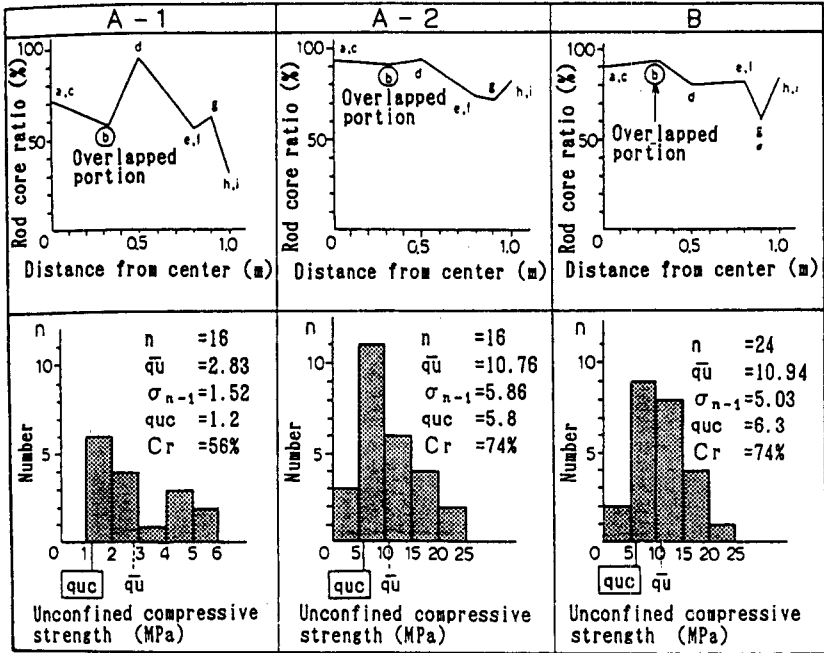 A - 1
A - 2
B
Rod core ratio (%)
100
50
a,c
b
d
e,f
g
h,i
Overlapped
portion
0
0.5
1.0
Distance from center (m)
Rod core ratio (%)
100
50
a,c
b
d
e,f
g
h,i
Overlapped
portion
0
0.5
1.0
Distance from center (m)
Rod core ratio (%)
100
50
a,c
b
d
e,f
g
h,i
Overlapped
portion
0
0.5
1.0
Distance from center (m)
n
10
5
Number
n =16
q̄u =2.83
σn-1 =1.52
quc =1.2
Cr =56%
0 1 2 3 4 5 6
quc
q̄u
Unconfined compressive
strength (MPa)
n
10
5
Number
n =16
q̄u =10.76
σn-1 =5.86
quc =5.8
Cr =74%
0 5 10 15 20 25
quc
q̄u
Unconfined compressive
strength (MPa)
n
10
5
Number
n =24
q̄u =10.94
σn-1 =5.03
quc =6.3
Cr =74%
0 5 10 15 20 25
quc
q̄u
Unconfined compressive
strength (MPa)